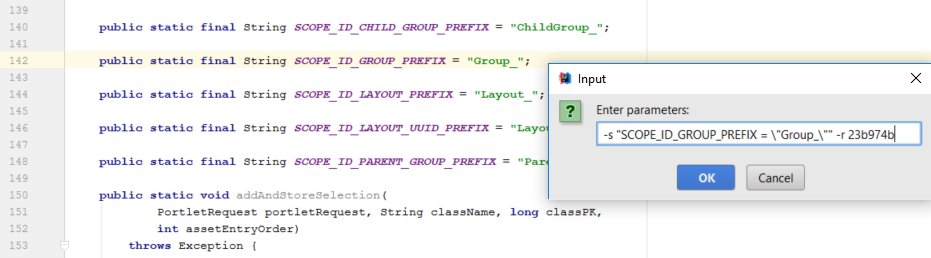 139
140 public static final String SCOPE_ID_CHILD_GROUP_PREFIX = "ChildGroup_";
141
142 public static final String SCOPE_ID_GROUP_PREFIX = "Group_";
143
144 public static final String SCOPE_ID_LAYOUT_PREFIX = "Layout_";
145
146 public static final String SCOPE_ID_LAYOUT_UUID_PREFIX = "Layou
147
148 public static final String SCOPE_ID_PARENT_GROUP_PREFIX = "Pare
149
150 public static void addAndStoreSelection(
151 PortletRequest portletRequest, String className, long classPK,
152 int assetEntryOrder)
153 throws Exception {
Input
Enter parameters:
-s "SCOPE_ID_GROUP_PREFIX = \"Group_\"" -r 23b974b
OK Cancel